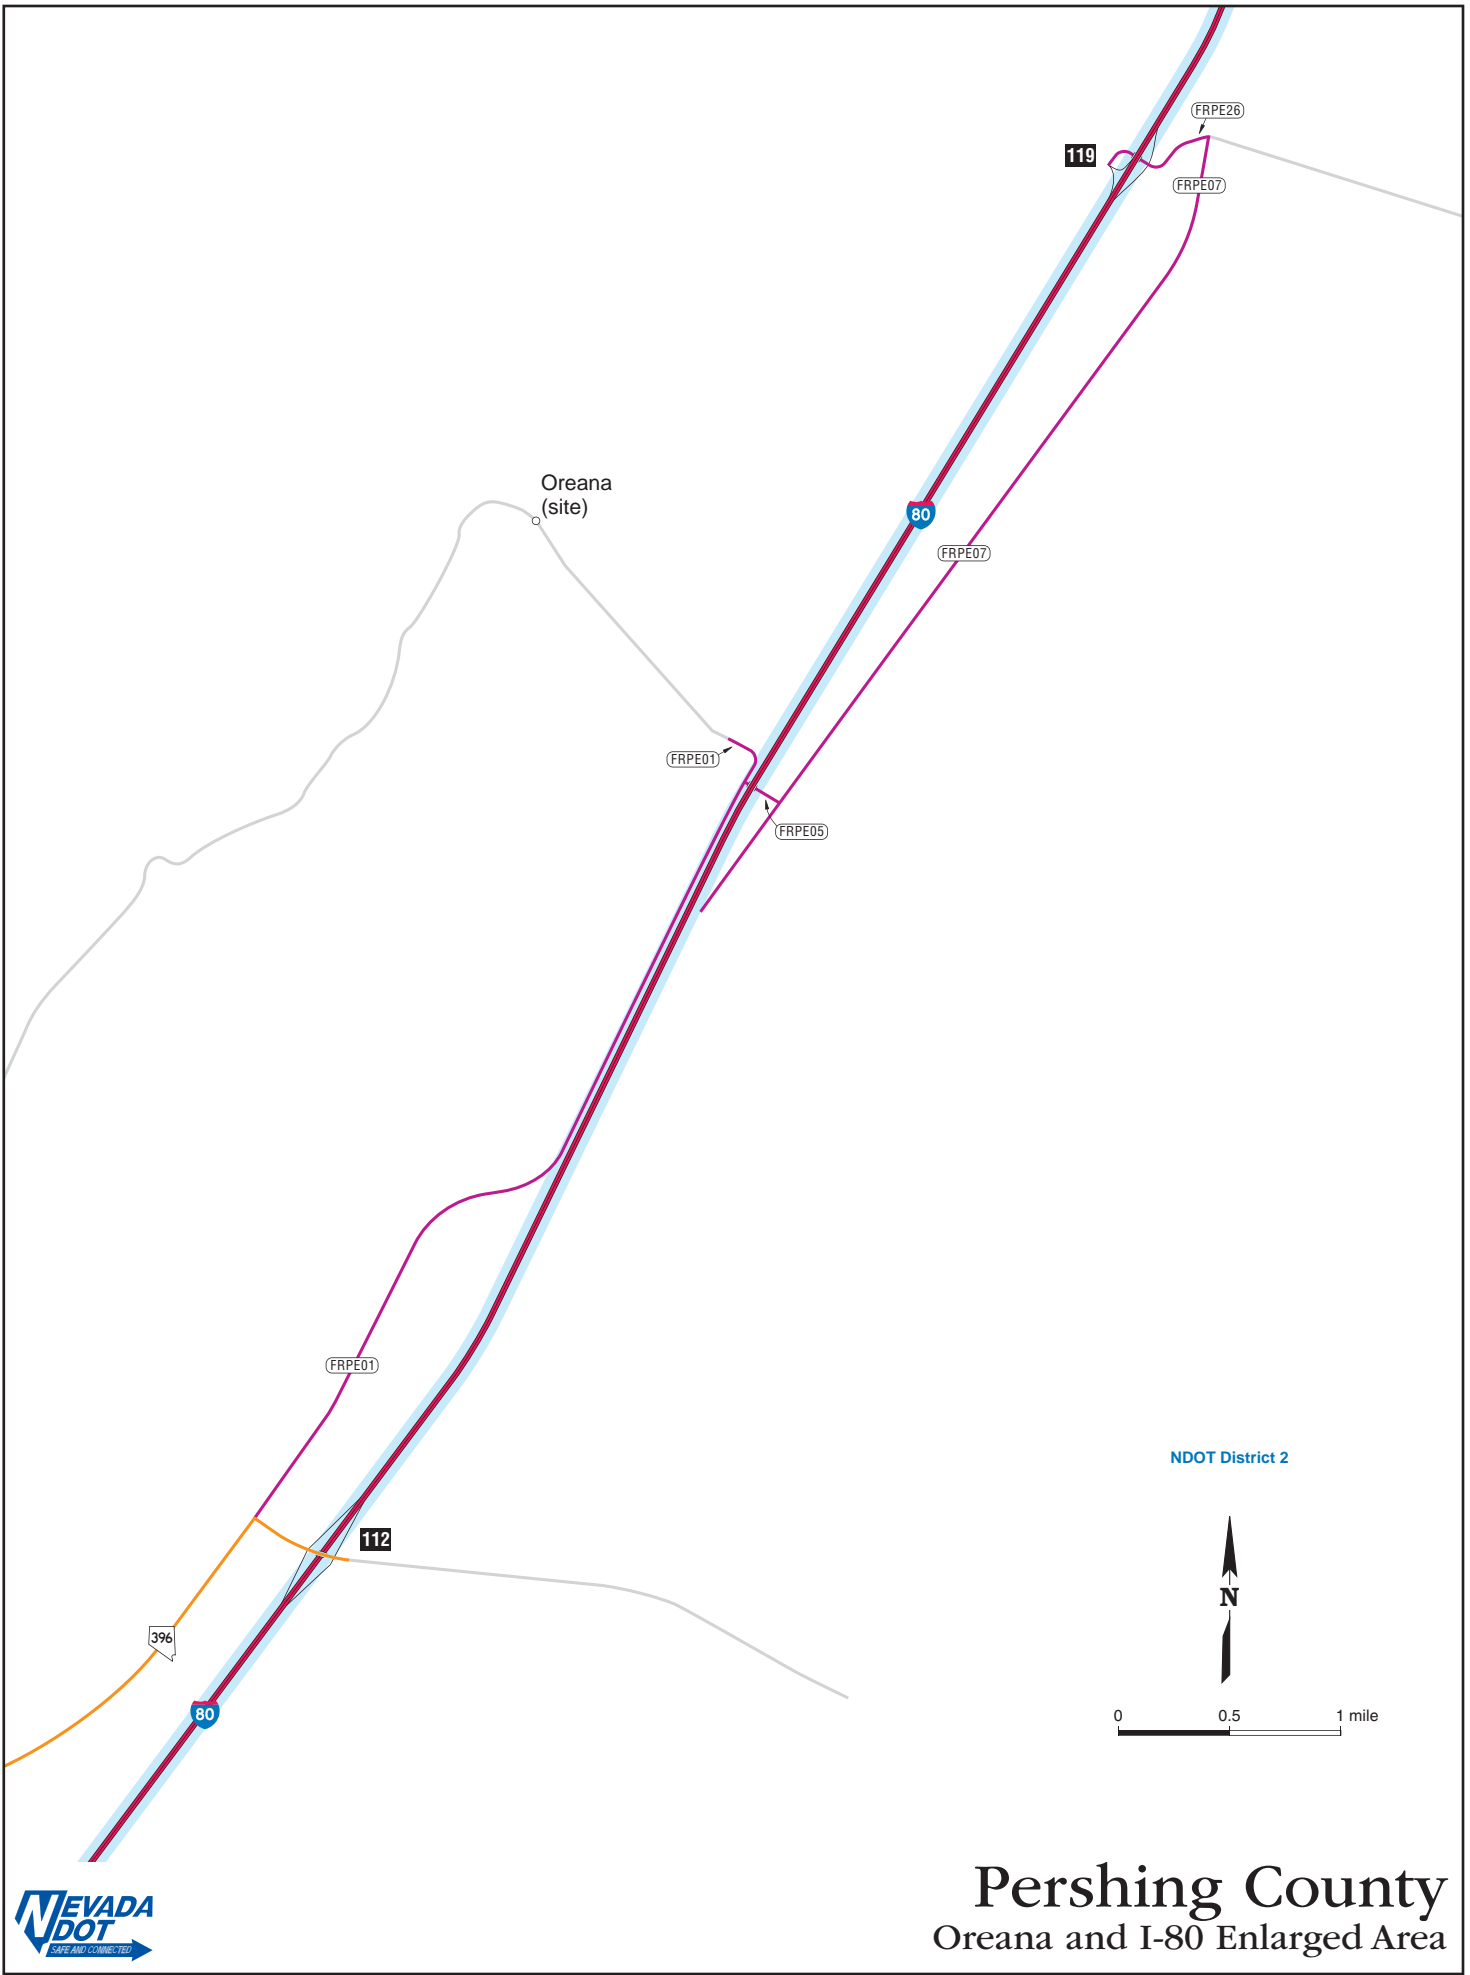 FRPE26
119
FRPE07
Oreana
(site)
80
FRPE07
FRPE01
FRPE05
FRPE01
NDOT District 2
112
N
396
80
0 0.5 1 mile
Pershing County
Oreana and I-80 Enlarged Area
NEVADA
DOT
SAFE AND CONNECTED